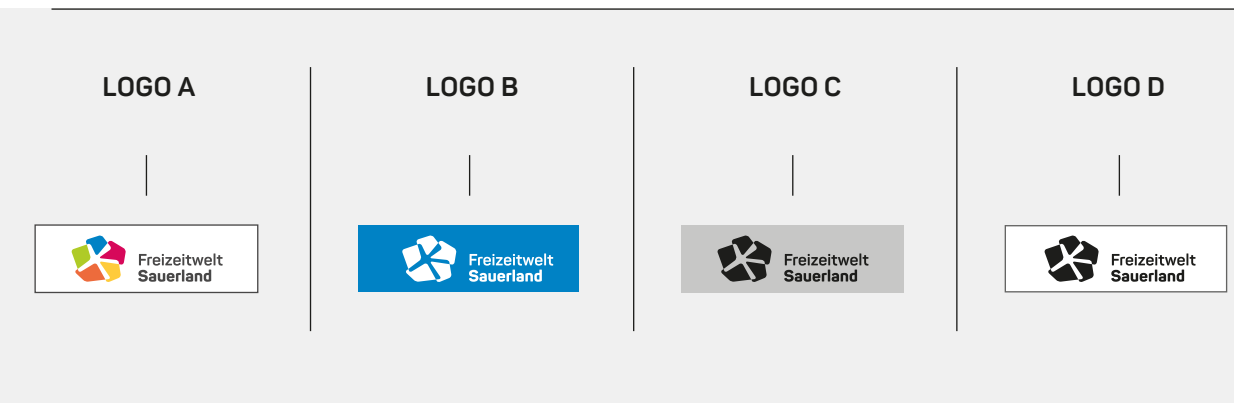 LOGO A
LOGO B
LOGO C
LOGO D
Freizeitwelt
Sauerland
Freizeitwelt
Sauerland
Freizeitwelt
Sauerland
Freizeitwelt
Sauerland